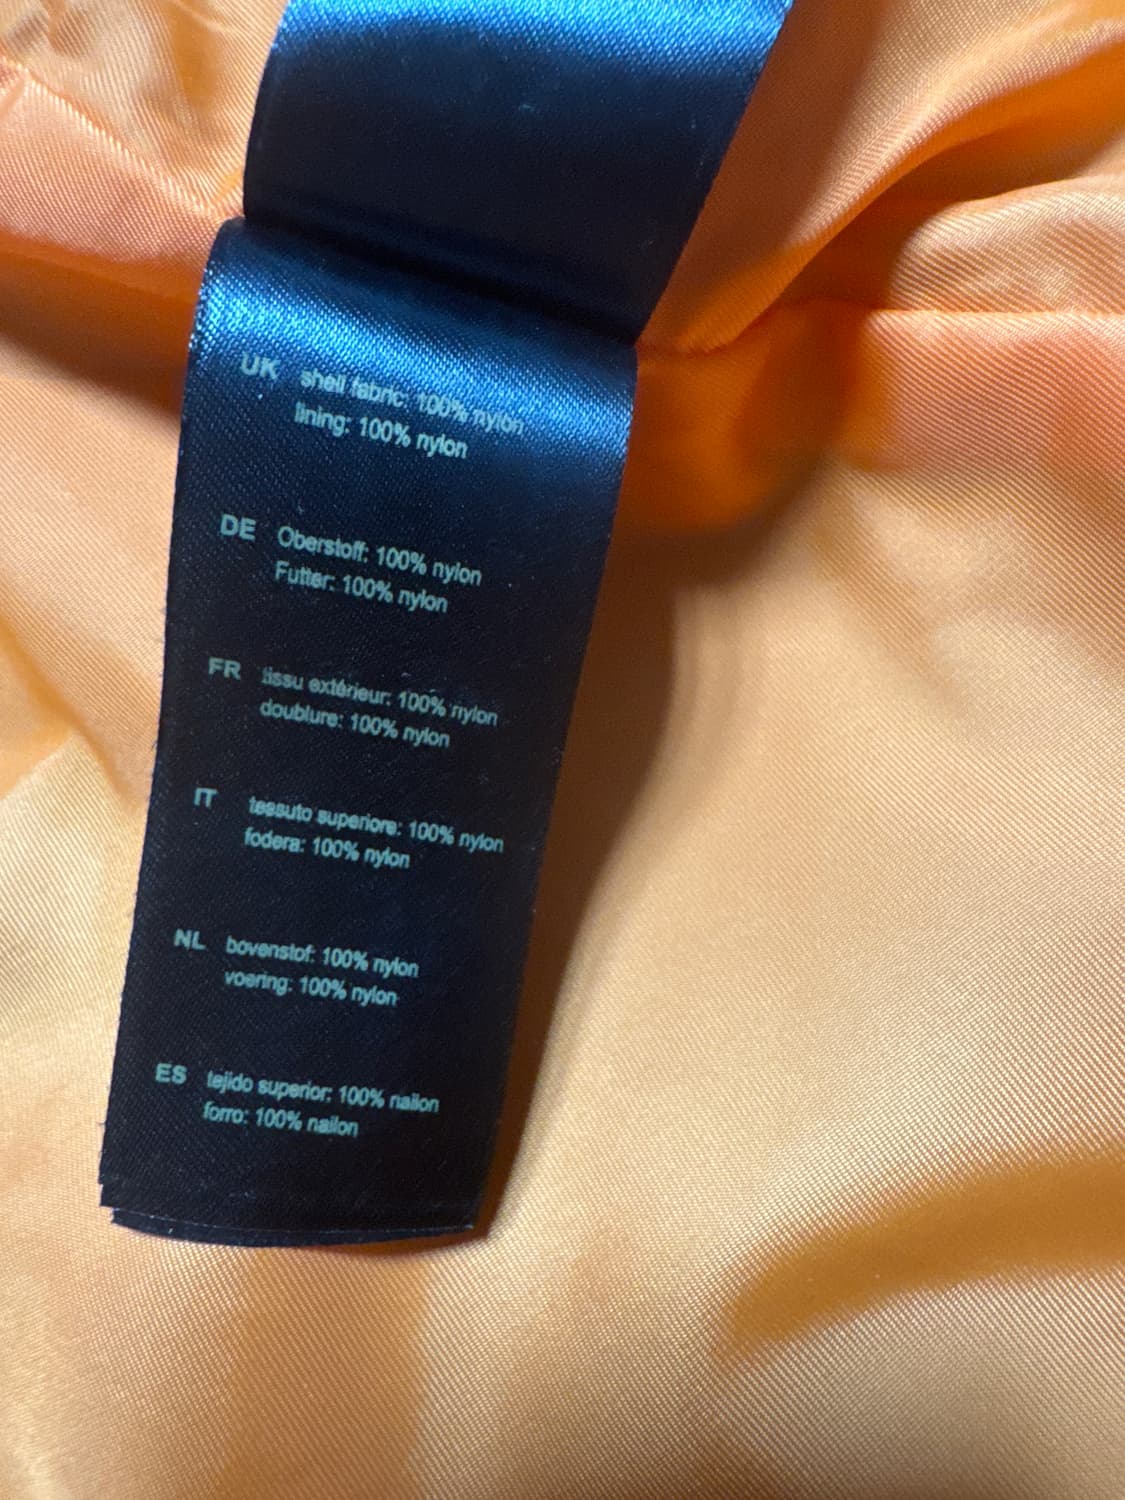 UK shell fabric: 100% nylon
lining: 100% nylon
DE Oberstoff: 100% nylon
Futter: 100% nylon
FR tissu extérieur: 100% nylon
doublure: 100% nylon
IT tessuto superiore: 100% nylon
fodera: 100% nylon
NL bovenstof: 100% nylon
voering: 100% nylon
ES tejido superior: 100% nailon
forro: 100% nailon